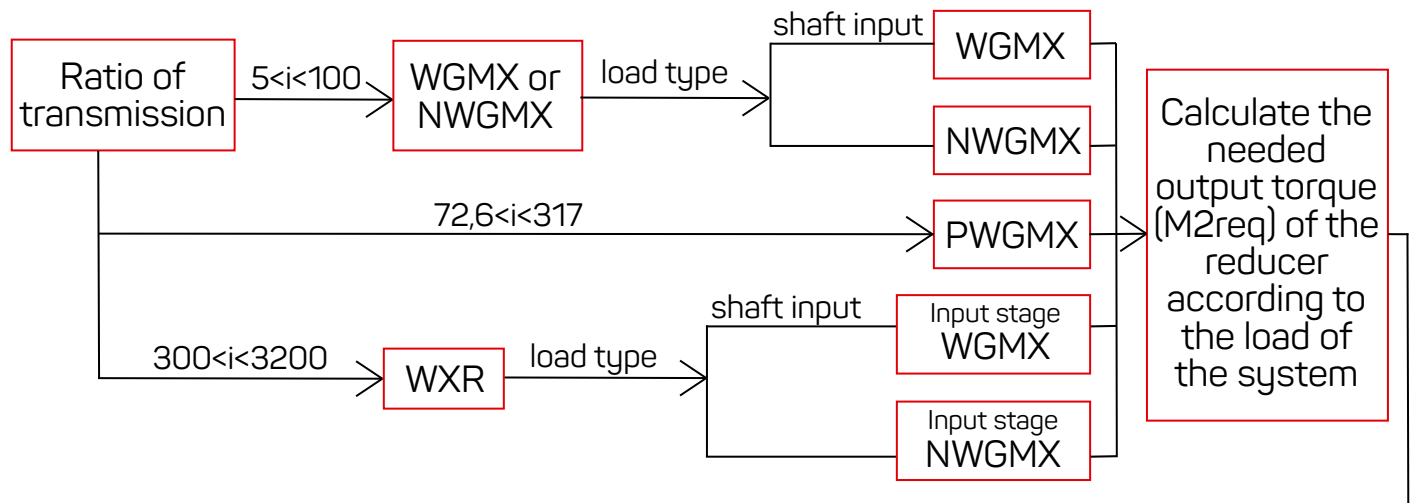 Ratio of
transmission
5<i<100
WGMX or
NWGMX
load type
shaft input
WGMX
NWGMX
72,6<i<317
PWGMX
300<i<3200
WXR
load type
shaft input
Input stage
WGMX
Input stage
NWGMX
Calculate the
needed
output torque
(M2req) of the
reducer
according to
the load of
the system